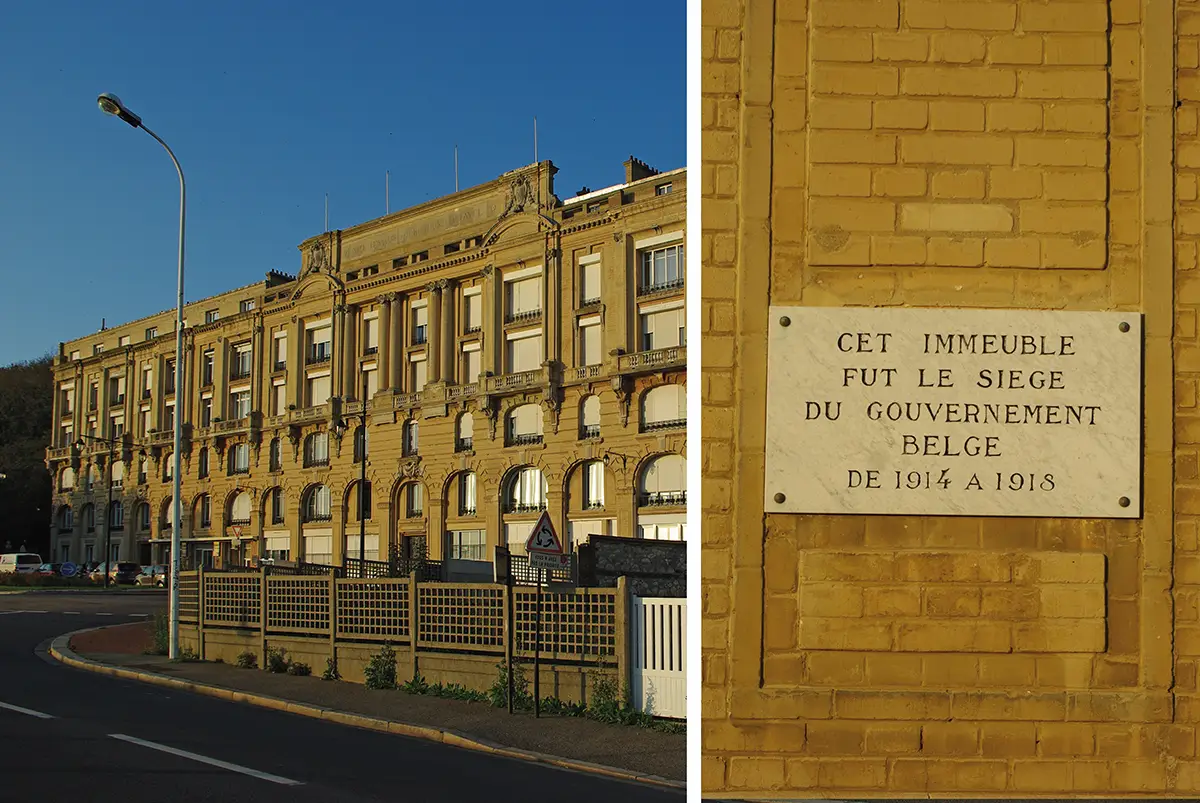 CET IMMEUBLE
FUT LE SIEGE
DU GOUVERNEMENT
BELGE
DE 1914 A 1918